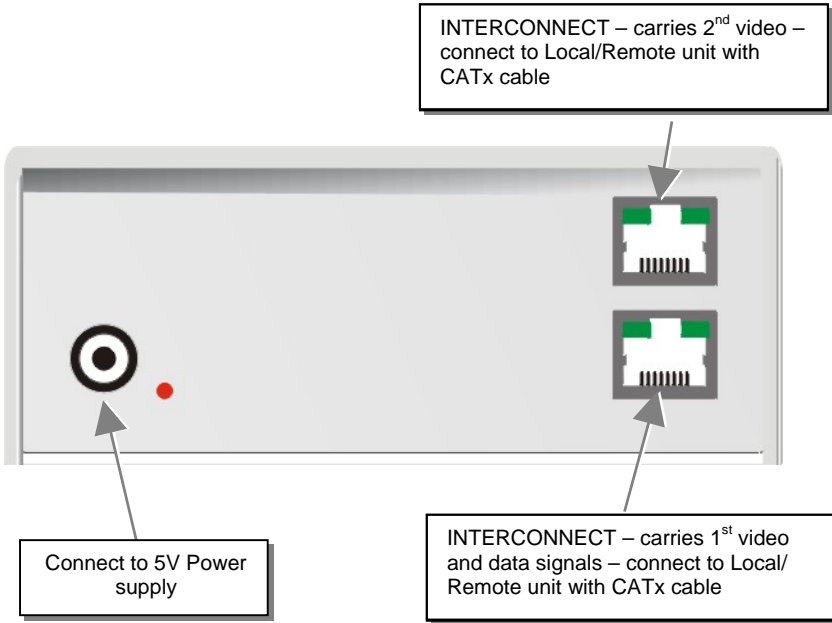 INTERCONNECT – carries 2nd video –
connect to Local/Remote unit with
CATx cable
Connect to 5V Power
supply
INTERCONNECT – carries 1st video
and data signals – connect to Local/
Remote unit with CATx cable